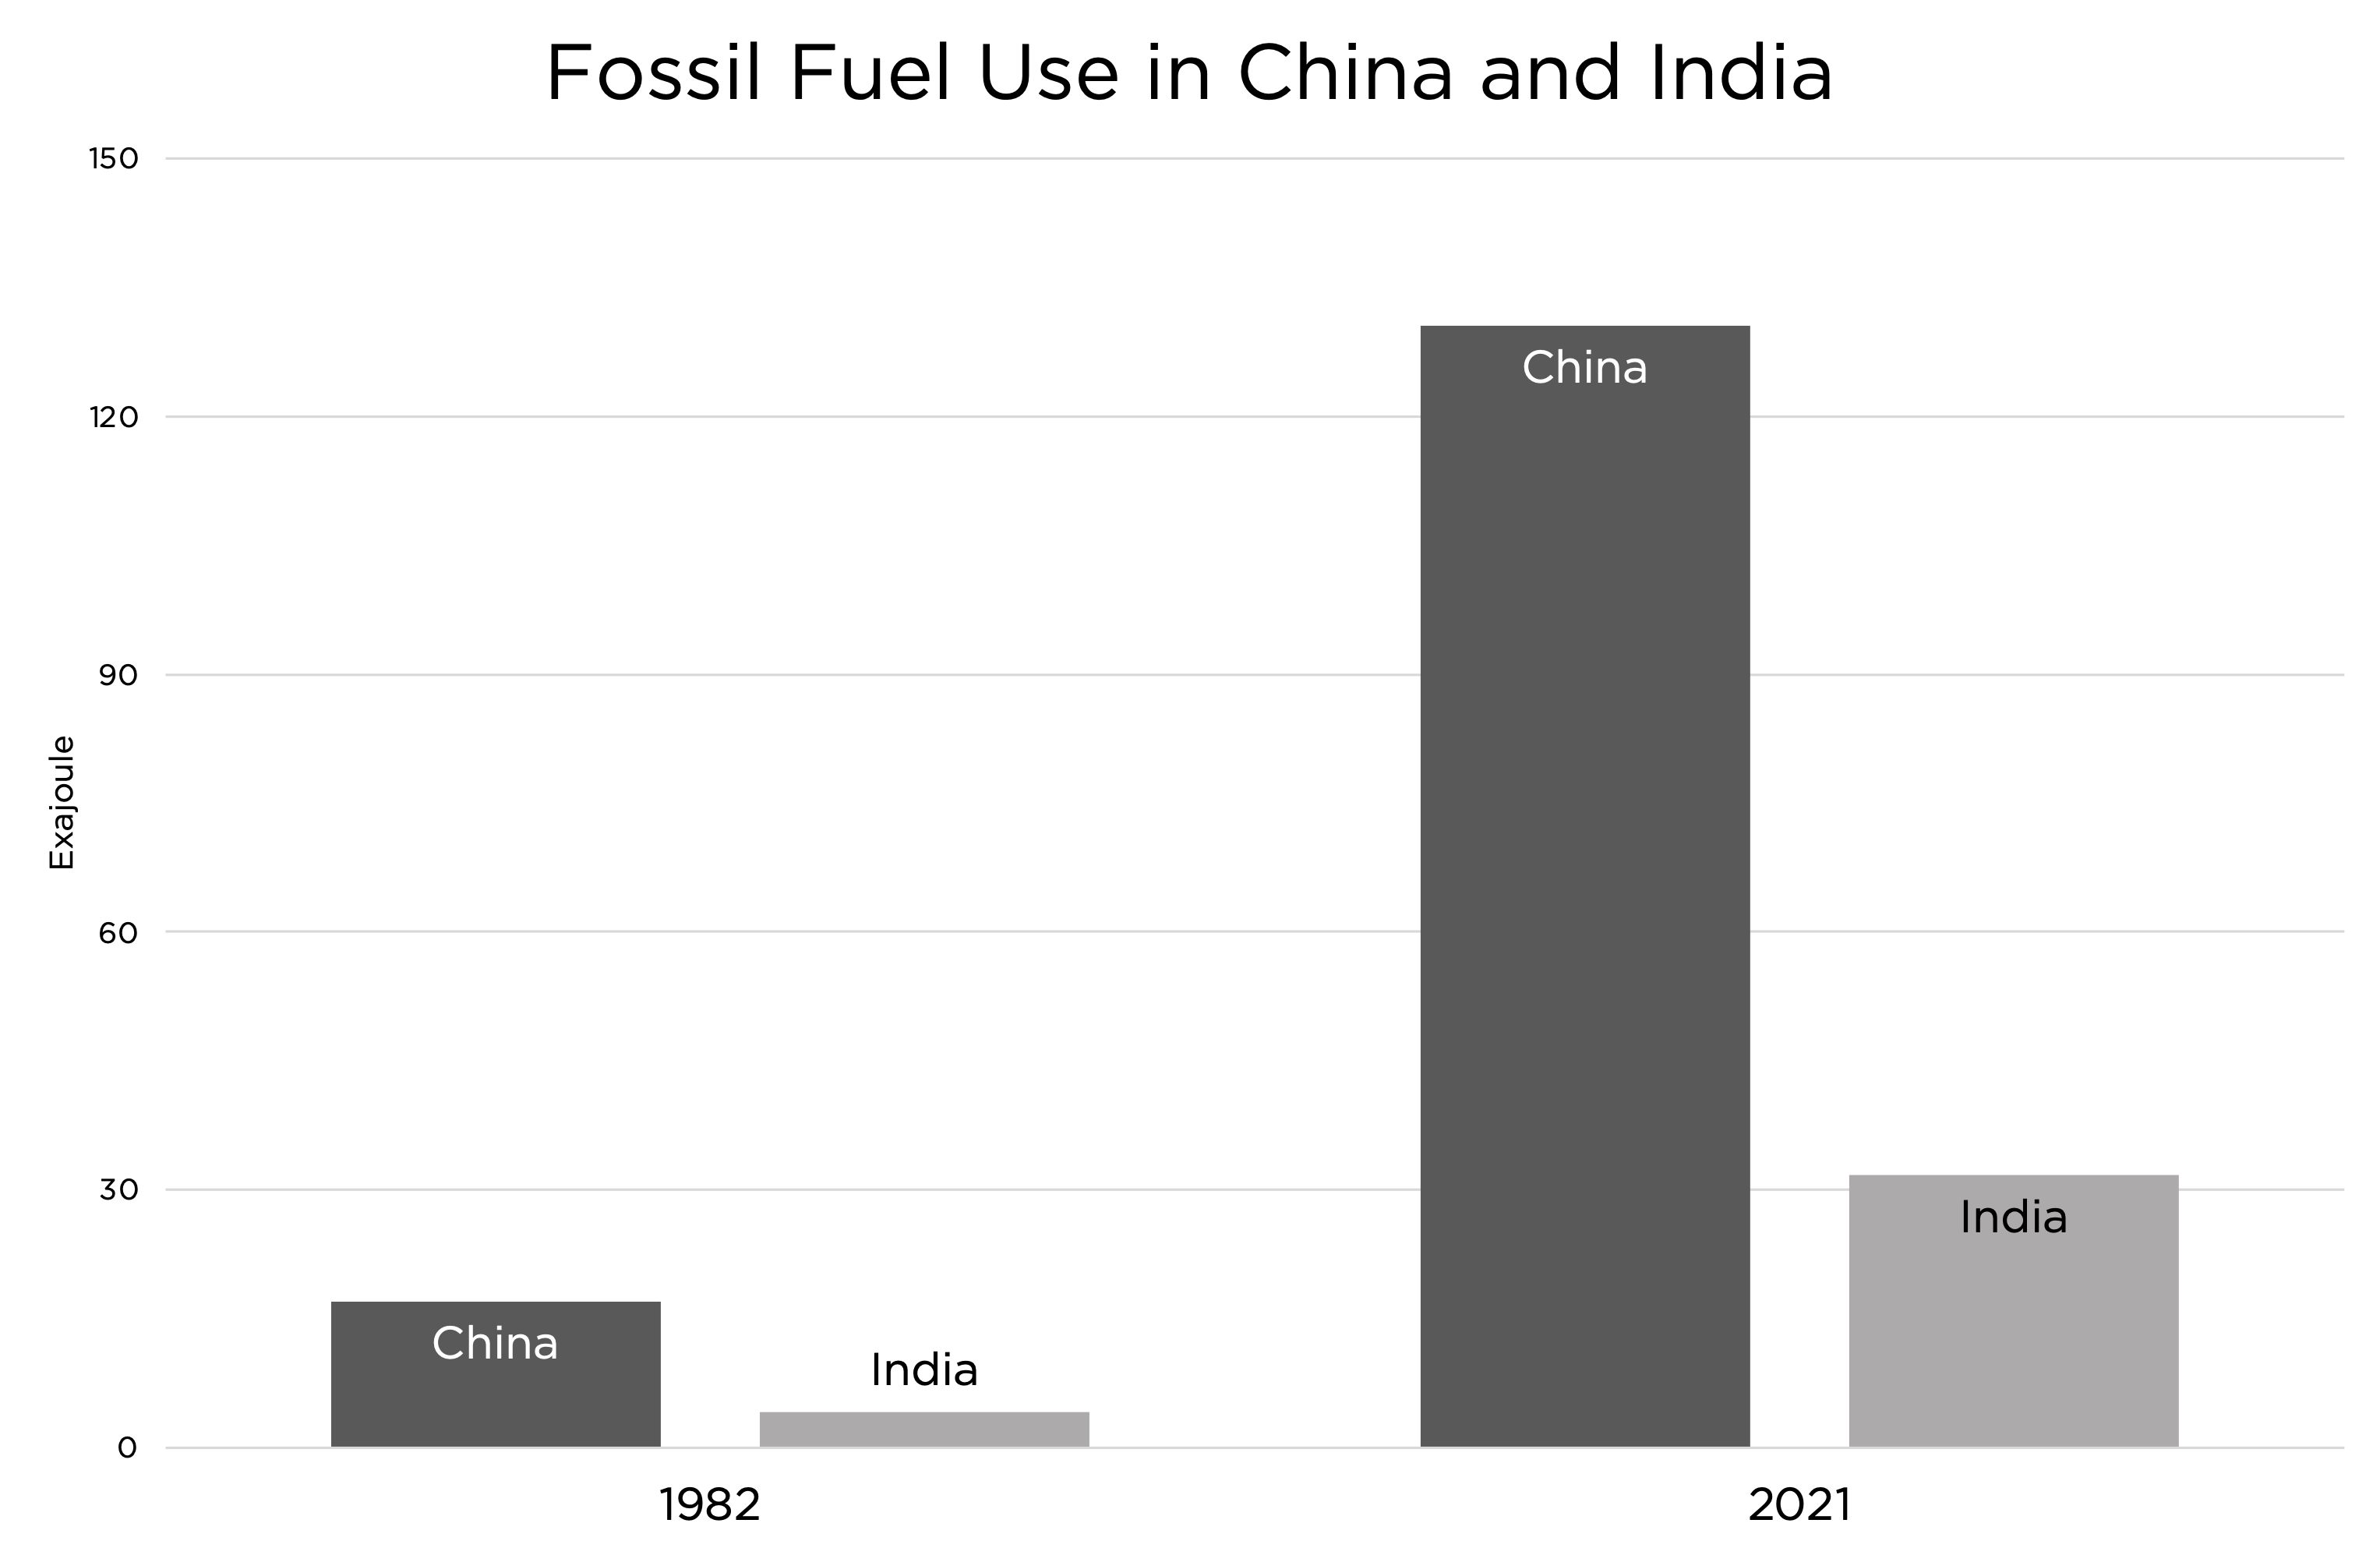 Fossil Fuel Use in China and India
150
120
90
60
30
0
Exajoule
China
India
China
India
1982
2021